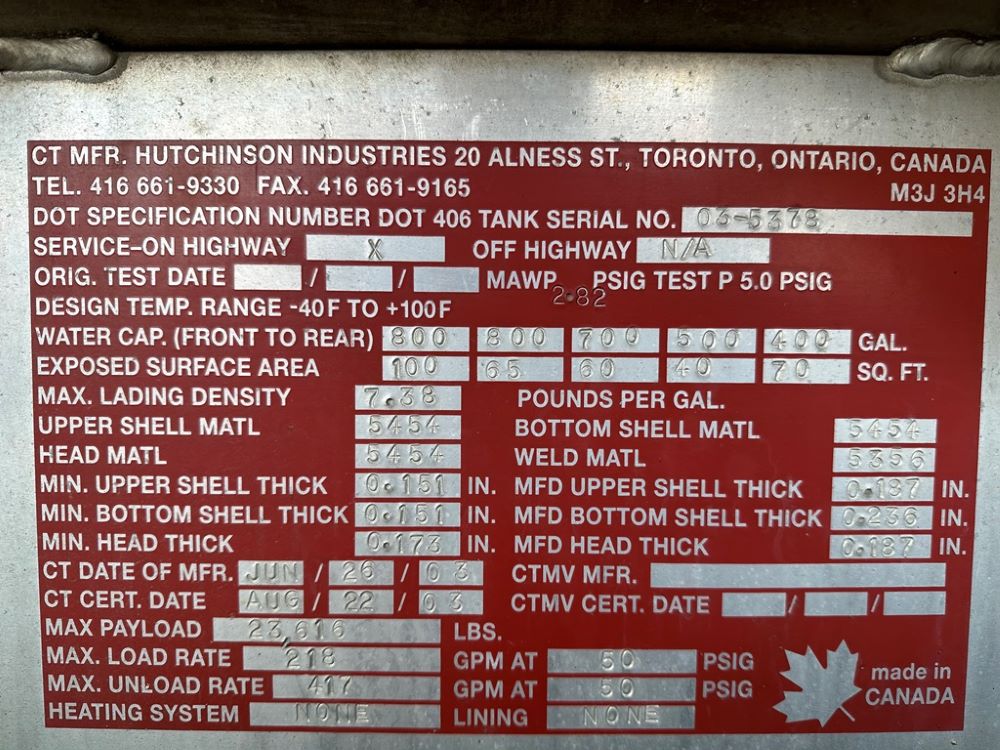 CT MFR. HUTCHINSON INDUSTRIES 20 ALNESS ST., TORONTO, ONTARIO, CANADA
TEL. 416 661-9330 FAX. 416 661-9165 M3J 3H4
DOT SPECIFICATION NUMBER DOT 406 TANK SERIAL NO. 03-5378
SERVICE-ON HIGHWAY X OFF HIGHWAY N/A
ORIG. TEST DATE / / MAWP 2.82 PSIG TEST P 5.0 PSIG
DESIGN TEMP. RANGE -40F TO +100F
WATER CAP. (FRONT TO REAR) 800 800 700 500 400 GAL.
EXPOSED SURFACE AREA 100 65 60 40 70 SQ. FT.
MAX. LADING DENSITY 7.38 POUNDS PER GAL.
UPPER SHELL MATL 5454 BOTTOM SHELL MATL 5454
HEAD MATL 5454 WELD MATL 5356
MIN. UPPER SHELL THICK 0.151 IN. MFD UPPER SHELL THICK 0.187 IN.
MIN. BOTTOM SHELL THICK 0.151 IN. MFD BOTTOM SHELL THICK 0.236 IN.
MIN. HEAD THICK 0.173 IN. MFD HEAD THICK 0.187 IN.
CT DATE OF MFR. JUN / 26 / 03 CTMV MFR.
CT CERT. DATE AUG / 22 / 03 CTMV CERT. DATE / /
MAX PAYLOAD 23,616 LBS.
MAX. LOAD RATE 218 GPM AT 50 PSIG
MAX. UNLOAD RATE 417 GPM AT 50 PSIG
HEATING SYSTEM NONE LINING NONE
made in
CANADA